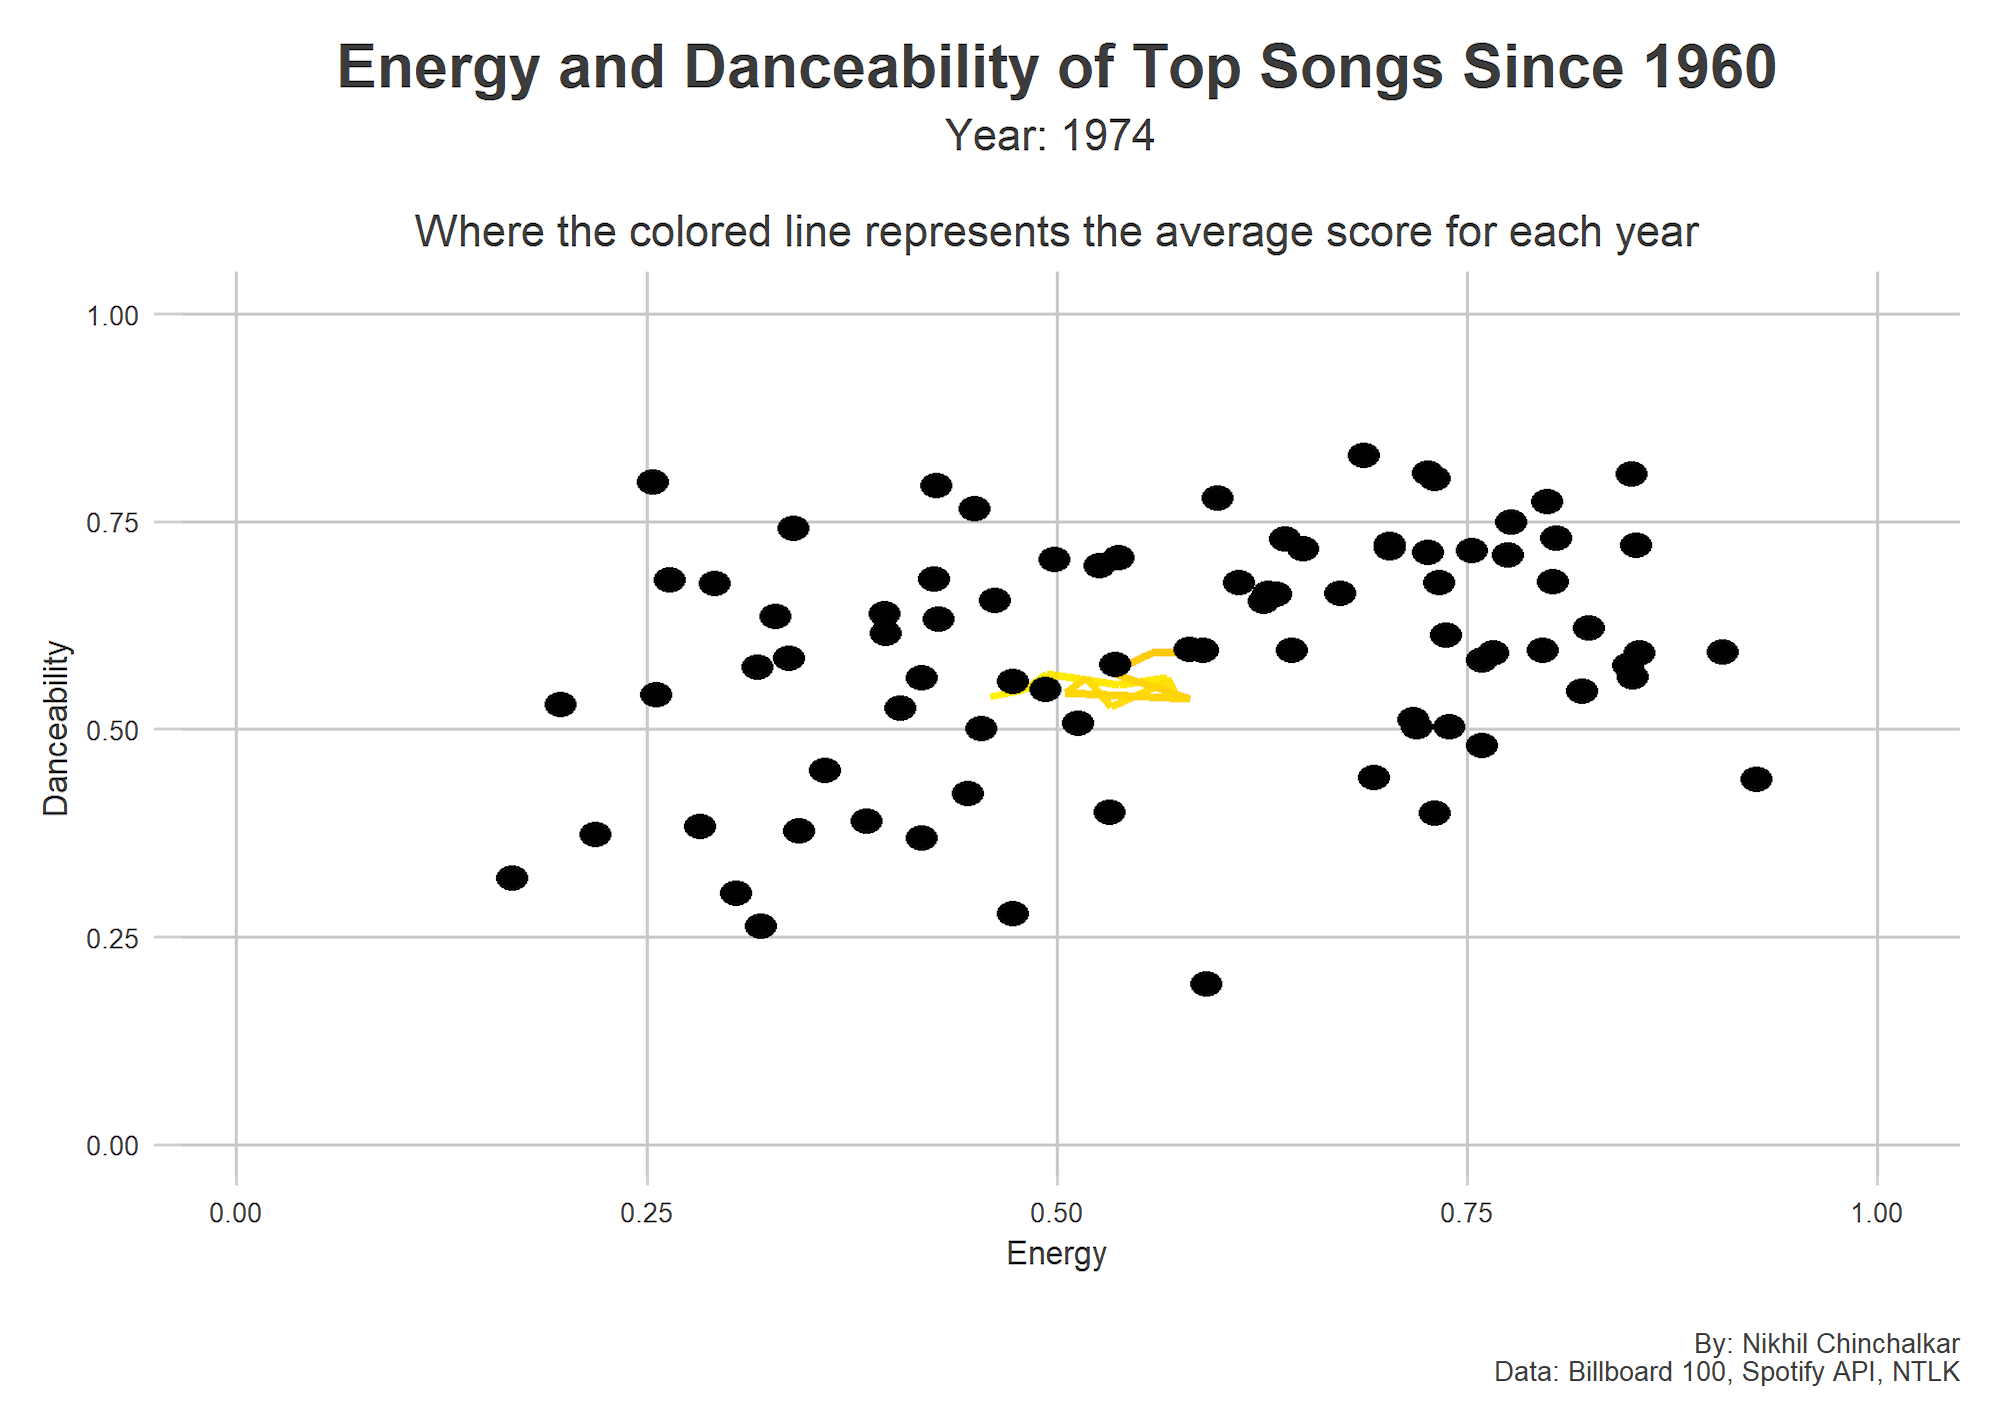 Energy and Danceability of Top Songs Since 1960
Year: 1974
Where the colored line represents the average score for each year
1.00
0.75
0.50
0.25
0.00
Danceability
0.00 0.25 0.50 0.75 1.00
Energy
By: Nikhil Chinchalkar
Data: Billboard 100, Spotify API, NTLK